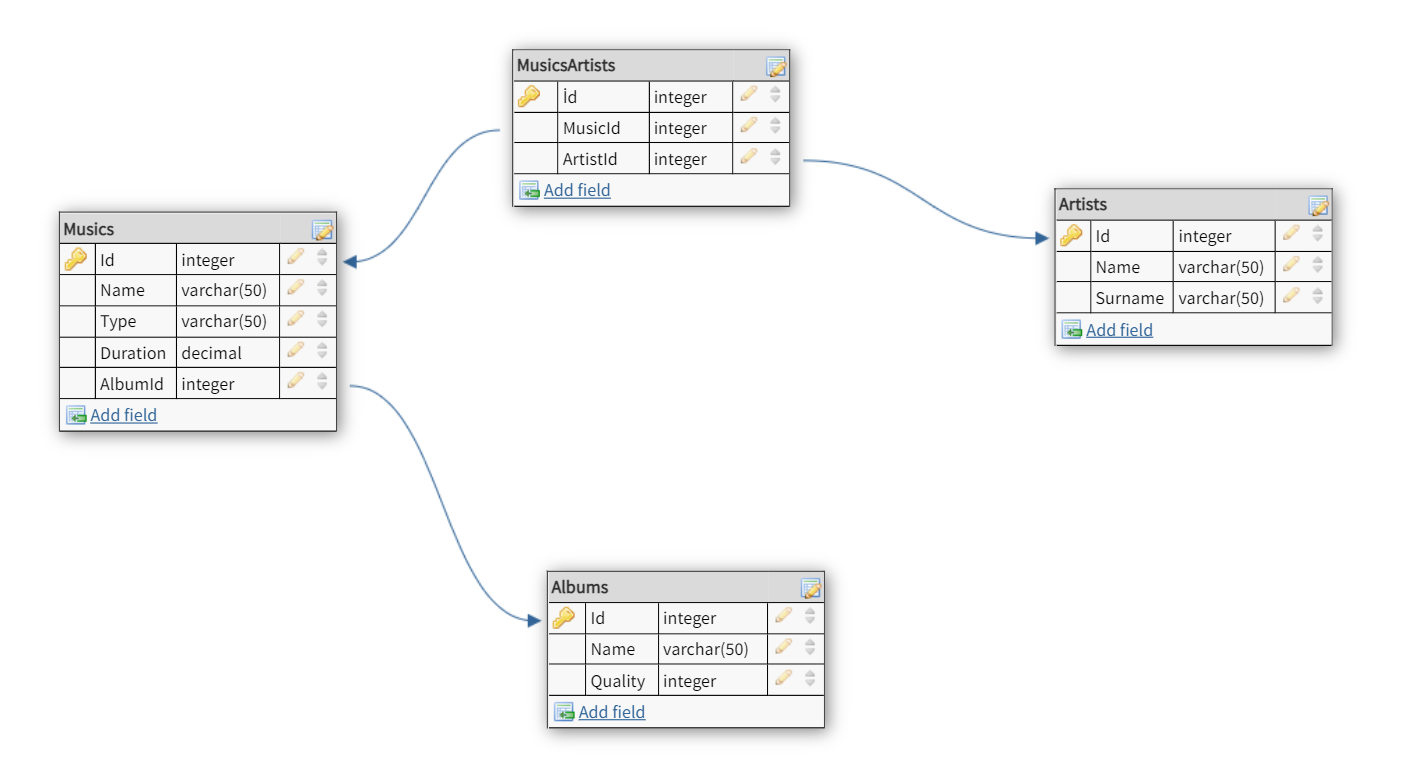 MusicsArtists
İd integer
MusicId integer
ArtistId integer
Add field
Musics
Id integer
Name varchar(50)
Type varchar(50)
Duration decimal
AlbumId integer
Add field
Artists
Id integer
Name varchar(50)
Surname varchar(50)
Add field
Albums
Id integer
Name varchar(50)
Quality integer
Add field